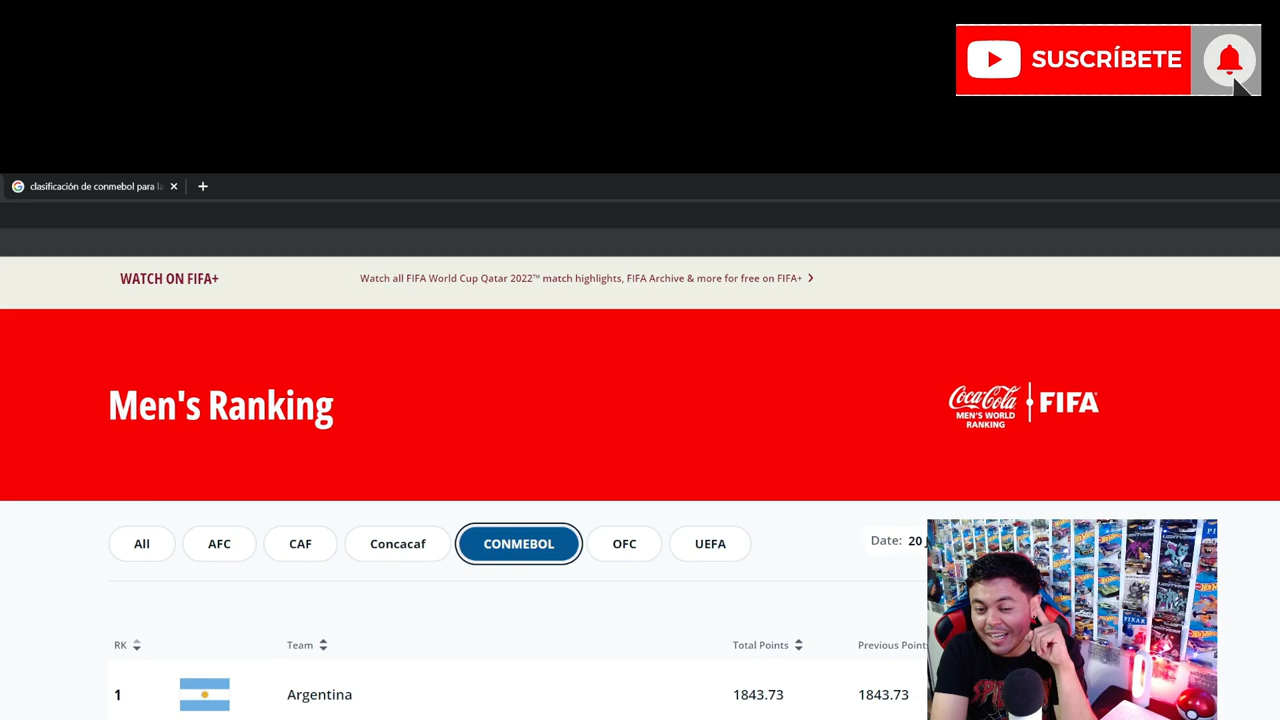 SUSCRÍBETE
clasificación de conmebol para la
WATCH ON FIFA+
Watch all FIFA World Cup Qatar 2022™ match highlights, FIFA Archive & more for free on FIFA+
Men's Ranking
Coca-Cola
MEN'S WORLD
RANKING
FIFA
All AFC CAF Concacaf CONMEBOL OFC UEFA
Date: 20
RK Team Total Points Previous Points
1 Argentina 1843.73 1843.73
PIXAR